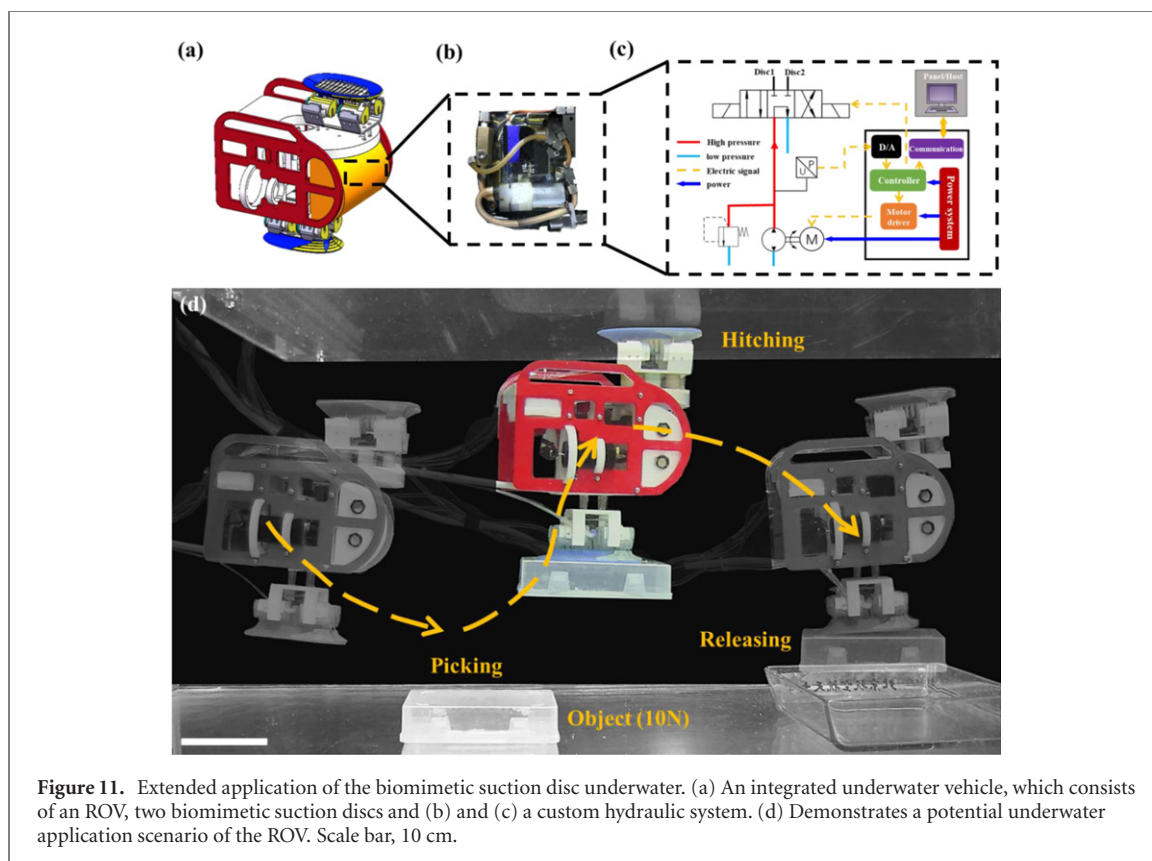 (a)
(b)
(c)
Disc1 Disc2
Panel/Host
High pressure
low pressure
Electric signal
power
P
U
D/A
Communication
Controller
Motor
driver
Power system
M
(d)
Hitching
Picking
Releasing
Object (10N)
Figure 11. Extended application of the biomimetic suction disc underwater. (a) An integrated underwater vehicle, which consists
of an ROV, two biomimetic suction discs and (b) and (c) a custom hydraulic system. (d) Demonstrates a potential underwater
application scenario of the ROV. Scale bar, 10 cm.